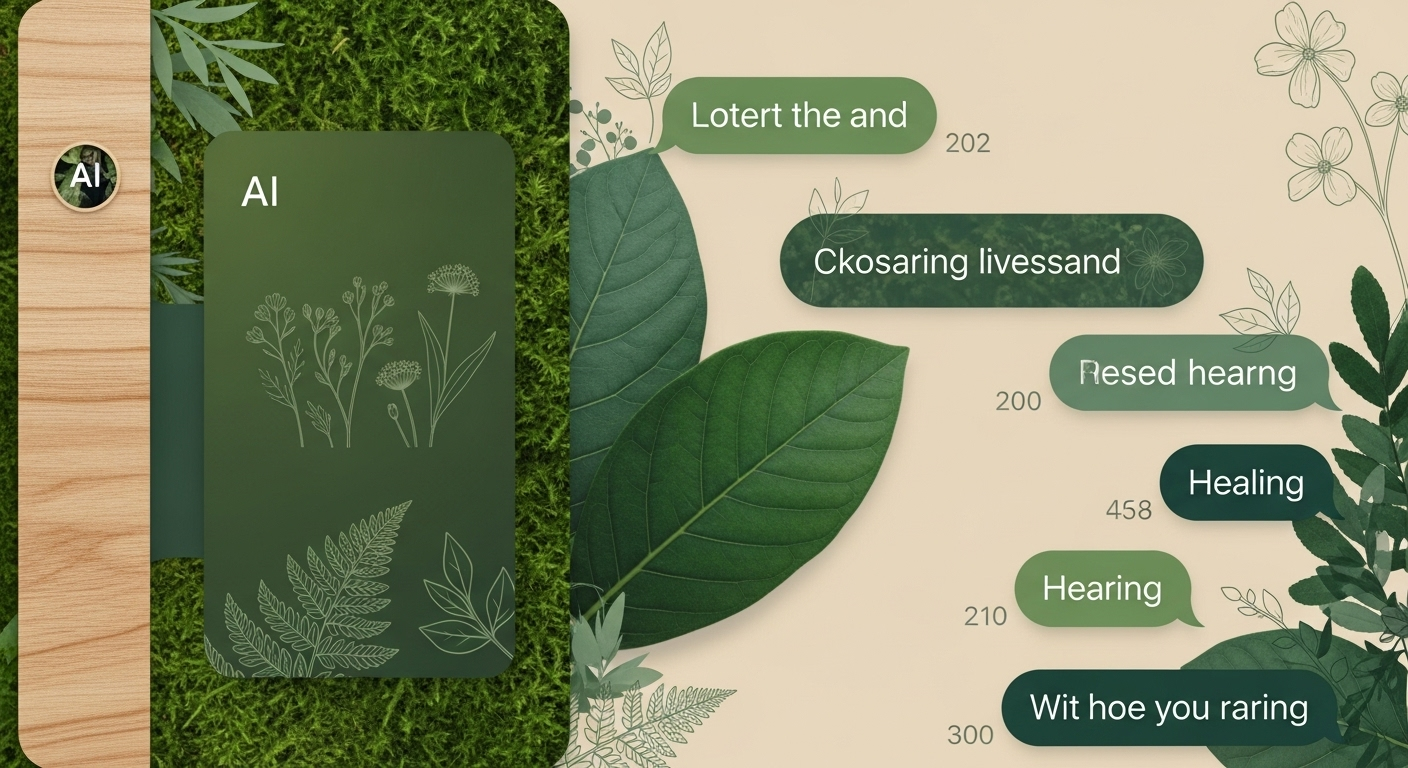 AI
AI
Lotert the and
202
Ckosaring livessand
Resed hearng
200
Healing
458
Hearing
210
Wit hoe you raring
300